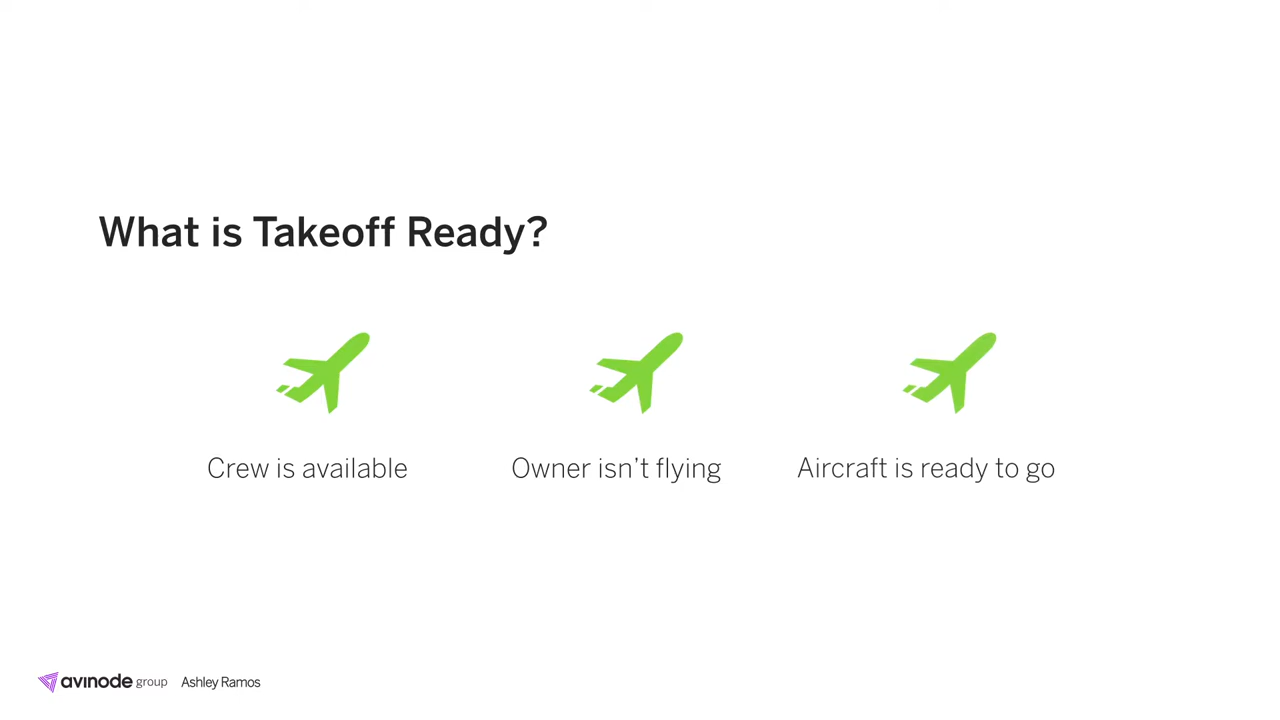 What is Takeoff Ready?
Crew is available
Owner isn’t flying
Aircraft is ready to go
avinode group Ashley Ramos